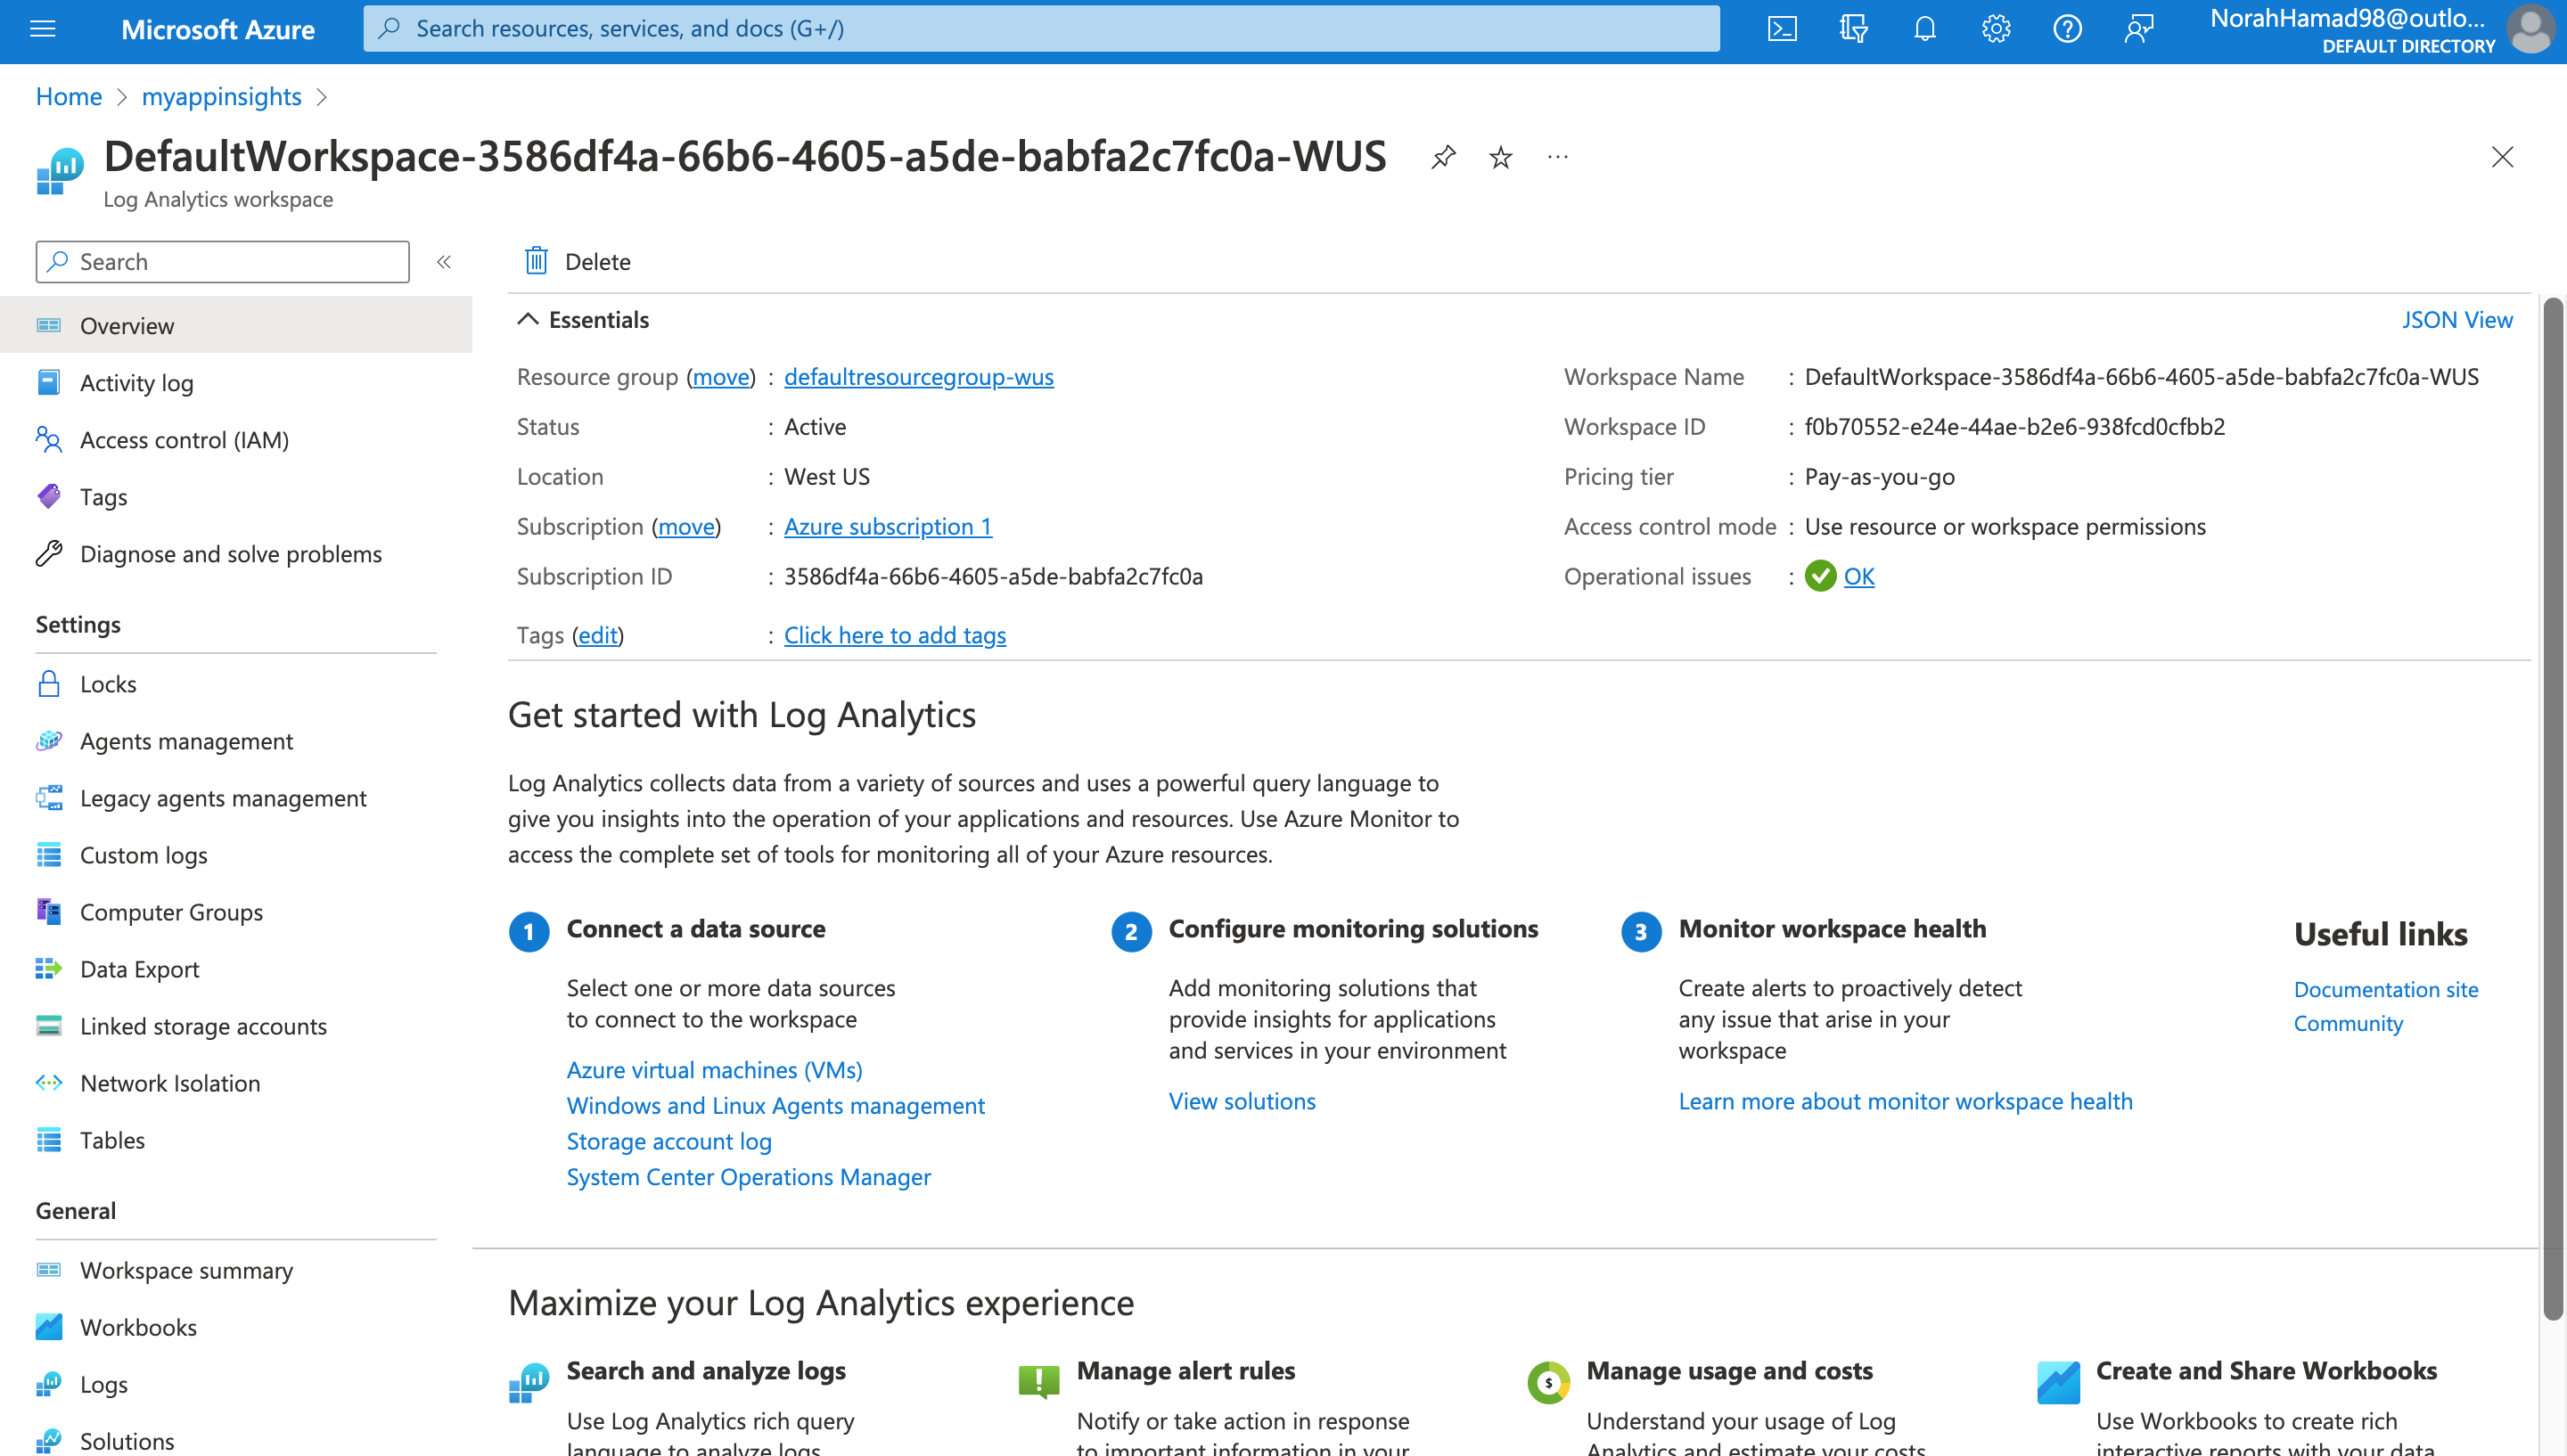 Microsoft Azure
Search resources, services, and docs (G+/)
NorahHamad98@outlo...
DEFAULT DIRECTORY
Home > myappinsights >
DefaultWorkspace-3586df4a-66b6-4605-a5de-babfa2c7fc0a-WUS
Log Analytics workspace
Search
Overview
Activity log
Access control (IAM)
Tags
Diagnose and solve problems
Settings
Locks
Agents management
Legacy agents management
Custom logs
Computer Groups
Data Export
Linked storage accounts
Network Isolation
Tables
General
Workspace summary
Workbooks
Logs
Solutions
Delete
Essentials
JSON View
Resource group (move) : defaultresourcegroup-wus
Status : Active
Location : West US
Subscription (move) : Azure subscription 1
Subscription ID : 3586df4a-66b6-4605-a5de-babfa2c7fc0a
Tags (edit) : Click here to add tags
Workspace Name : DefaultWorkspace-3586df4a-66b6-4605-a5de-babfa2c7fc0a-WUS
Workspace ID : f0b70552-e24e-44ae-b2e6-938fcd0cfbb2
Pricing tier : Pay-as-you-go
Access control mode : Use resource or workspace permissions
Operational issues : OK
Get started with Log Analytics
Log Analytics collects data from a variety of sources and uses a powerful query language to
give you insights into the operation of your applications and resources. Use Azure Monitor to
access the complete set of tools for monitoring all of your Azure resources.
1 Connect a data source
Select one or more data sources
to connect to the workspace
Azure virtual machines (VMs)
Windows and Linux Agents management
Storage account log
System Center Operations Manager
2 Configure monitoring solutions
Add monitoring solutions that
provide insights for applications
and services in your environment
View solutions
3 Monitor workspace health
Create alerts to proactively detect
any issue that arise in your
workspace
Learn more about monitor workspace health
Useful links
Documentation site
Community
Maximize your Log Analytics experience
Search and analyze logs
Use Log Analytics rich query
language to analyze logs
Manage alert rules
Notify or take action in response
to important information in your
Manage usage and costs
Understand your usage of Log
Analytics and estimate your costs
Create and Share Workbooks
Use Workbooks to create rich
interactive reports with your data